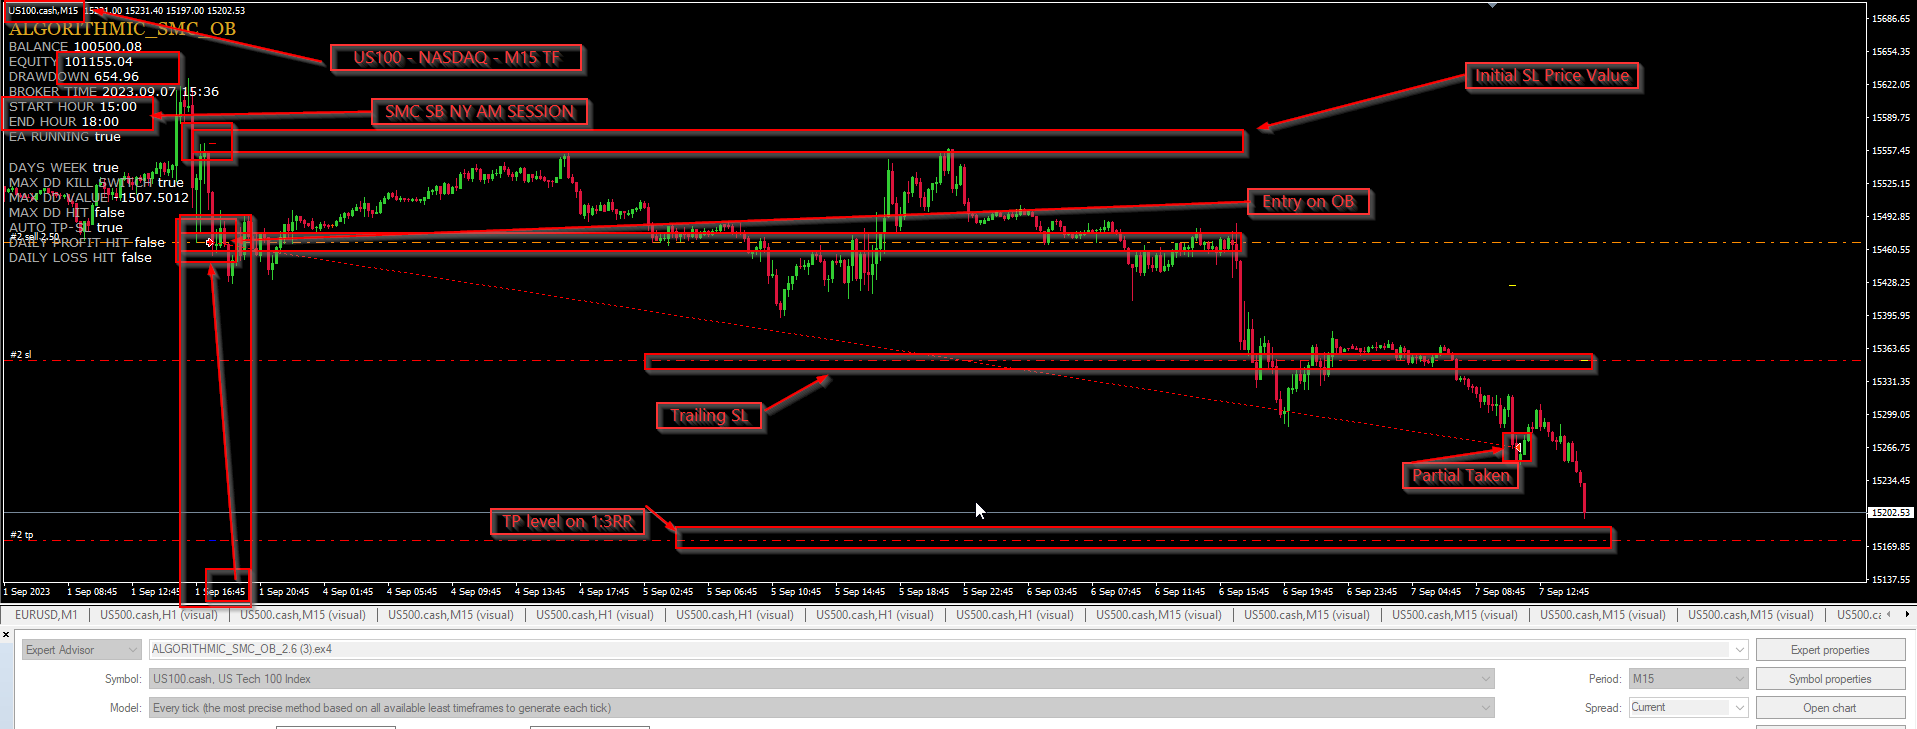 US100.cash,M15 15231.00 15231.40 15197.00 15202.53
ALGORITHMIC_SMC_OB
BALANCE 100500.08
EQUITY 101155.04
DRAWDOWN 654.96
BROKER TIME 2023.09.07 15:36
START HOUR 15:00
END HOUR 18:00
EA RUNNING true
DAYS WEEK true
MAX DD KILL SWITCH true
MAX DD VALUE -1507.5012
MAX DD HIT false
AUTO TP-SL true
#2 sell 2.50
DAILY PROFIT HIT false
DAILY LOSS HIT false
US100 - NASDAQ - M15 TF
SMC SB NY AM SESSION
Initial SL Price Value
Entry on OB
#2 sl
Trailing SL
Partial Taken
TP level on 1:3RR
#2 tp
15686.65
15654.35
15622.05
15589.75
15557.45
15525.15
15492.85
15460.55
15428.25
15395.95
15363.65
15331.35
15299.05
15266.75
15234.45
15202.53
15169.85
15137.55
1 Sep 2023 1 Sep 08:45 1 Sep 12:45 1 Sep 16:45 1 Sep 20:45 4 Sep 01:45 4 Sep 05:45 4 Sep 09:45 4 Sep 13:45 4 Sep 17:45 5 Sep 02:45 5 Sep 06:45 5 Sep 10:45 5 Sep 14:45 5 Sep 18:45 5 Sep 22:45 6 Sep 03:45 6 Sep 07:45 6 Sep 11:45 6 Sep 15:45 6 Sep 19:45 6 Sep 23:45 7 Sep 04:45 7 Sep 08:45 7 Sep 12:45
EURUSD,M1 US500.cash,H1 (visual) US500.cash,M15 (visual) US500.cash,M15 (visual) US500.cash,H1 (visual) US500.cash,H1 (visual) US500.cash,H1 (visual) US500.cash,H1 (visual) US500.cash,M15 (visual) US500.cash,M15 (visual) US500.cash,M15 (visual) US500.cash,M15 (visual) US500.ca
Expert Advisor ALGORITHMIC_SMC_OB_2.6 (3).ex4 Expert properties
Symbol: US100.cash, US Tech 100 Index Period: M15 Symbol properties
Model: Every tick (the most precise method based on all available least timeframes to generate each tick) Spread: Current Open chart